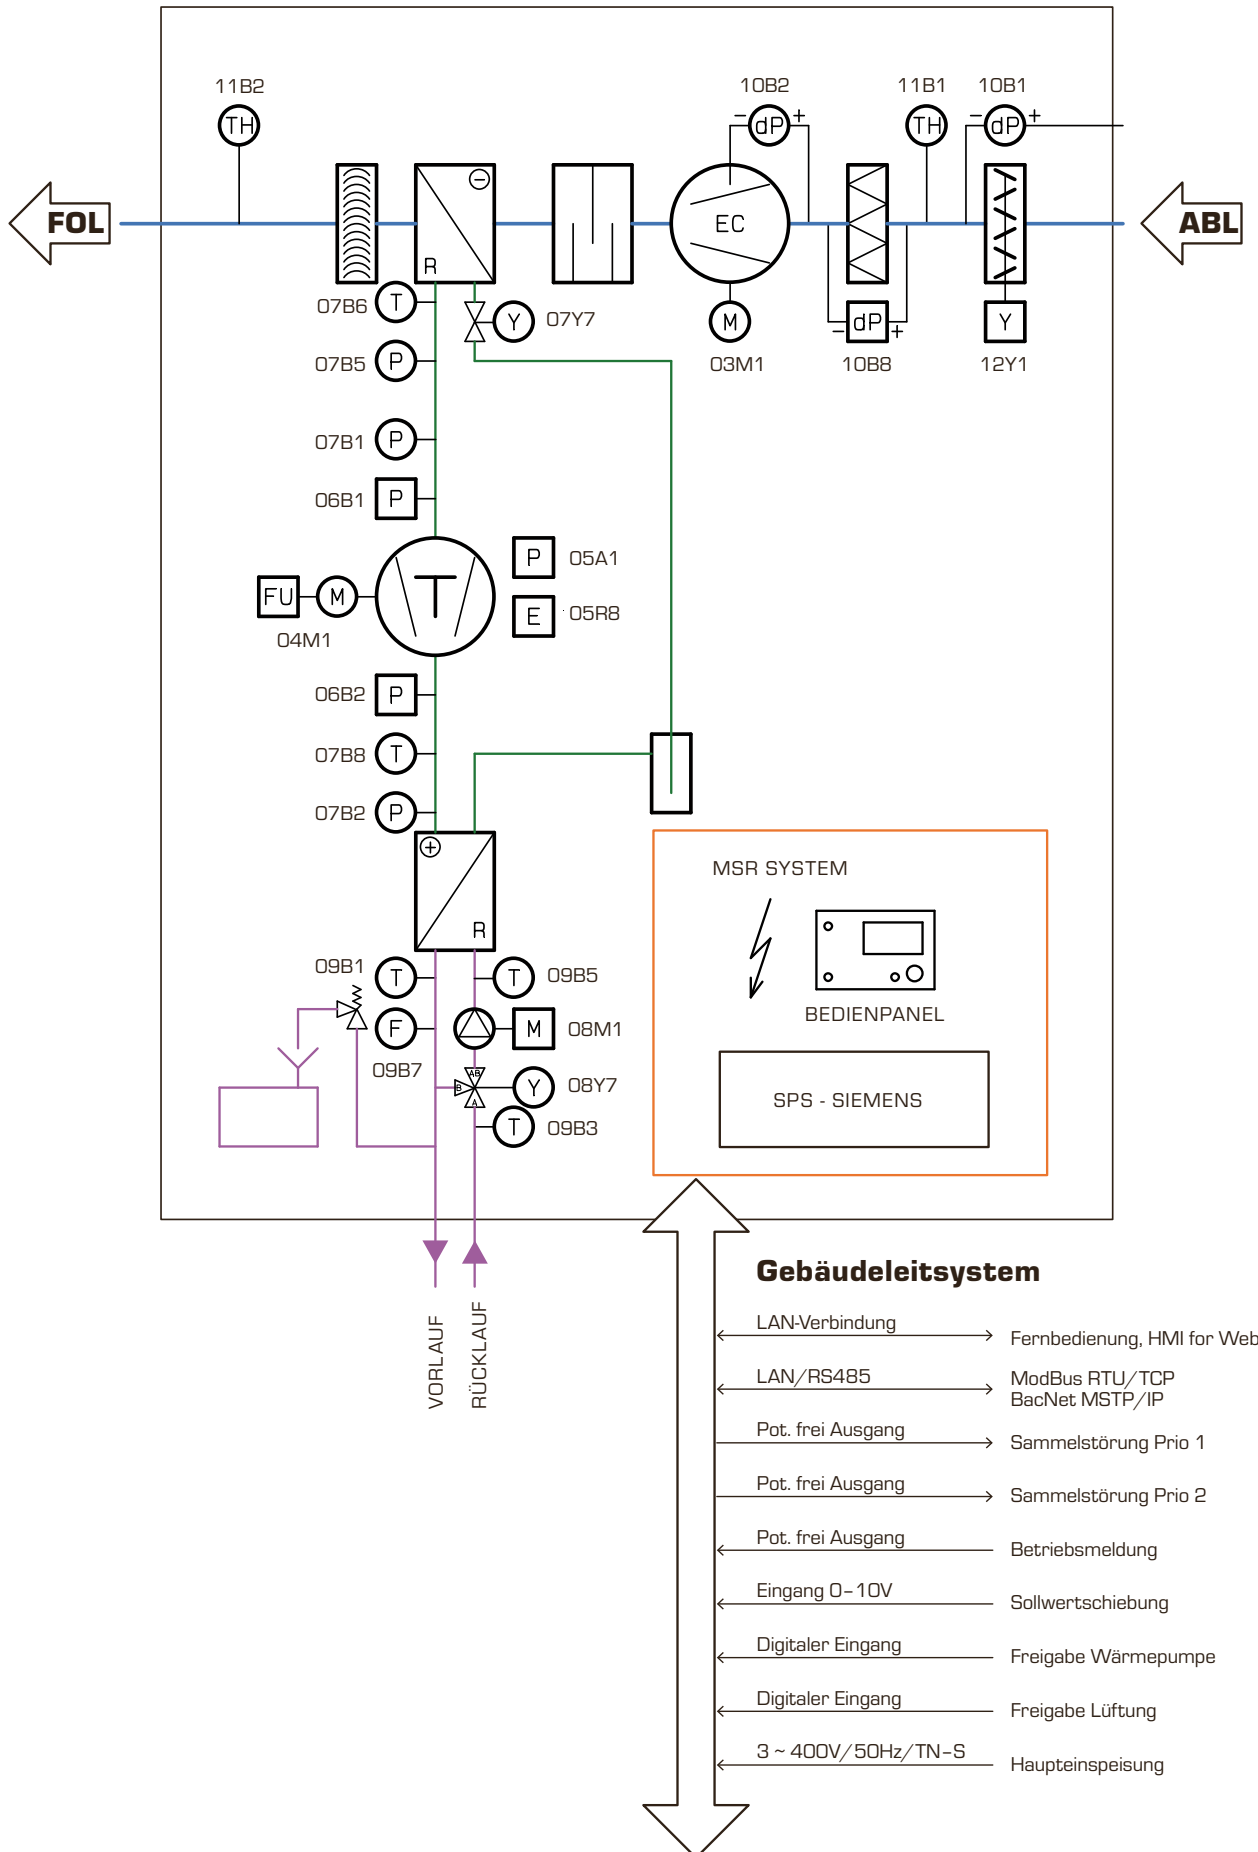 11B2
10B2
11B1
10B1
TH
- dP +
TH
- dP +
FOL
EC
ABL
R
07B6 T
Y 07Y7
M
- dP +
Y
07B5 P
03M1
10B8
12Y1
07B1 P
06B1 P
P 05A1
FU M T
04M1
E 05R8
06B2 P
07B8 T
07B2 P
R
MSR SYSTEM
BEDIENPANEL
SPS - SIEMENS
09B1 T
T 09B5
F
09B7
M 08M1
AB
B
A
Y 08Y7
T 09B3
VORLAUF
RÜCKLAUF
Gebäudeleitsystem
LAN-Verbindung
Fernbedienung, HMI for Web
LAN/RS485
ModBus RTU/TCP
BacNet MSTP/IP
Pot. frei Ausgang
Sammelstörung Prio 1
Pot. frei Ausgang
Sammelstörung Prio 2
Pot. frei Ausgang
Betriebsmeldung
Eingang 0-10V
Sollwertschiebung
Digitaler Eingang
Freigabe Wärmepumpe
Digitaler Eingang
Freigabe Lüftung
3 ~ 400V/50Hz/TN-S
Haupteinspeisung